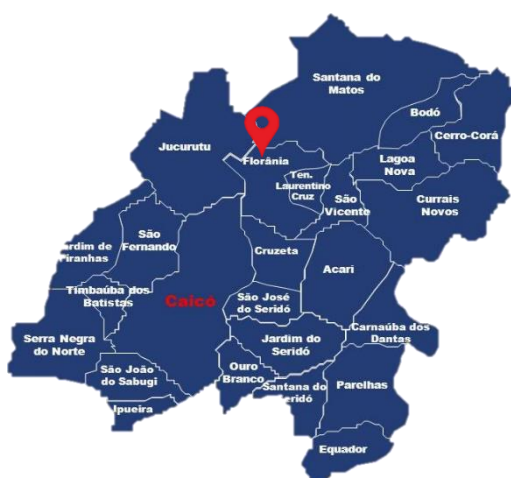 Santana do
Matos
Bodó
Cerro-Corá
Jucurutu
Florânia
Lagoa
Nova
Ten.
Laurentino
Cruz
São
Vicente
Currais
Novos
São
Fernando
Jardim de
Piranhas
Cruzeta
Acari
Timbaúba dos
Batistas
Caicó
São José
do Seridó
Serra Negra
do Norte
Jardim do
Seridó
Carnaúba dos
Dantas
São João
do Sabugi
Ouro
Branco
Santana do
Seridó
Parelhas
Ipueira
Equador